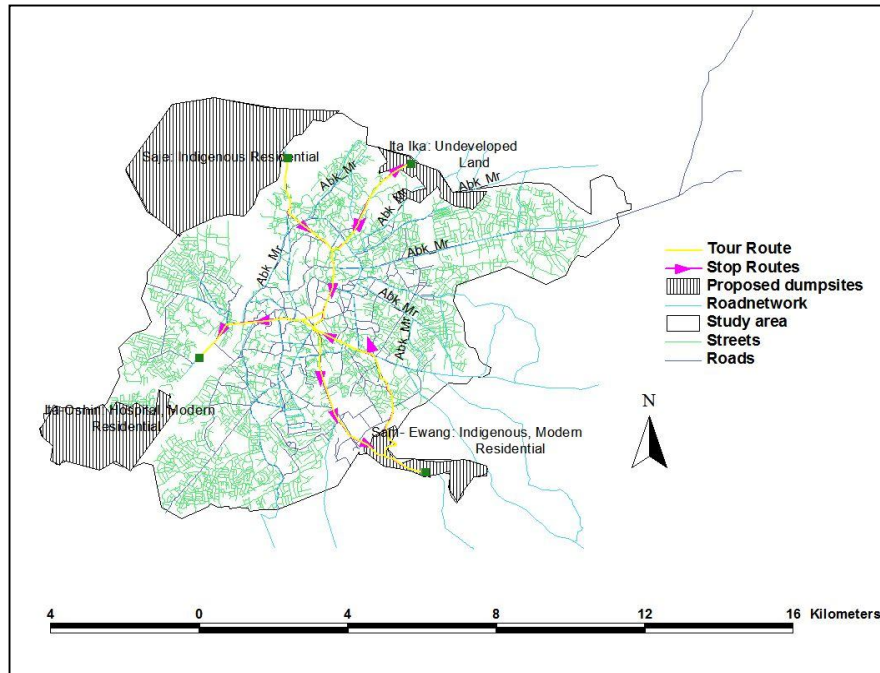 Saje: Indigenous Residential
Ita Ika: Undeveloped
Land
Abk_Mr
Abk_Mr
Abk_Mr
Abk_Mr
Abk_Mr
Abk_Mr
Abk_Mr
Tour Route
Stop Routes
Proposed dumpsites
Roadnetwork
Study area
Streets
Roads
Ita-Oshin: Hospital, Modern
Residential
Sam- Ewang: Indigenous, Modern
Residential
N
4 0 4 8 12 16 Kilometers